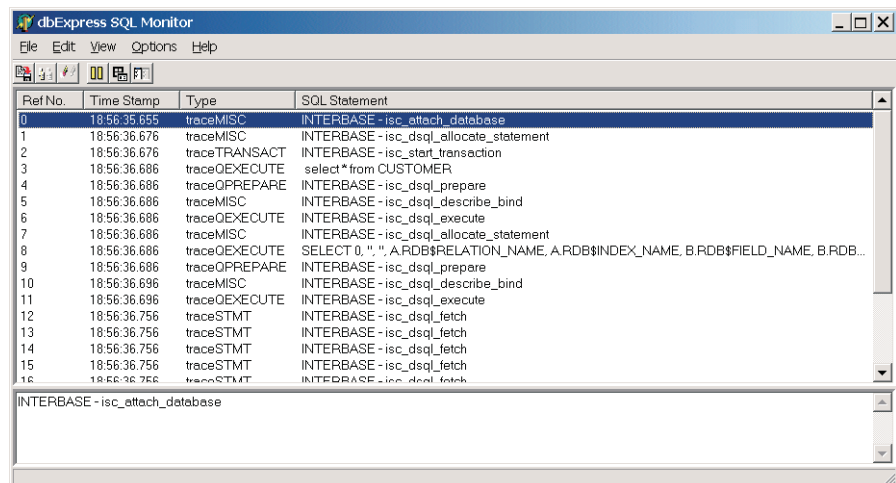 dbExpress SQL Monitor
File Edit View Options Help
Ref No. Time Stamp Type SQL Statement
0 18:56:35.655 traceMISC INTERBASE - isc_attach_database
1 18:56:36.676 traceMISC INTERBASE - isc_dsql_allocate_statement
2 18:56:36.676 traceTRANSACT INTERBASE - isc_start_transaction
3 18:56:36.686 traceQEXECUTE select * from CUSTOMER
4 18:56:36.686 traceQPREPARE INTERBASE - isc_dsql_prepare
5 18:56:36.686 traceMISC INTERBASE - isc_dsql_describe_bind
6 18:56:36.686 traceQEXECUTE INTERBASE - isc_dsql_execute
7 18:56:36.686 traceMISC INTERBASE - isc_dsql_allocate_statement
8 18:56:36.686 traceQEXECUTE SELECT 0, '', '', A.RDB$RELATION_NAME, A.RDB$INDEX_NAME, B.RDB$FIELD_NAME, B.RDB...
9 18:56:36.686 traceQPREPARE INTERBASE - isc_dsql_prepare
10 18:56:36.696 traceMISC INTERBASE - isc_dsql_describe_bind
11 18:56:36.696 traceQEXECUTE INTERBASE - isc_dsql_execute
12 18:56:36.756 traceSTMT INTERBASE - isc_dsql_fetch
13 18:56:36.756 traceSTMT INTERBASE - isc_dsql_fetch
14 18:56:36.756 traceSTMT INTERBASE - isc_dsql_fetch
15 18:56:36.756 traceSTMT INTERBASE - isc_dsql_fetch
16 18:56:36.756 traceSTMT INTERBASE - isc_dsql_fetch
INTERBASE - isc_attach_database